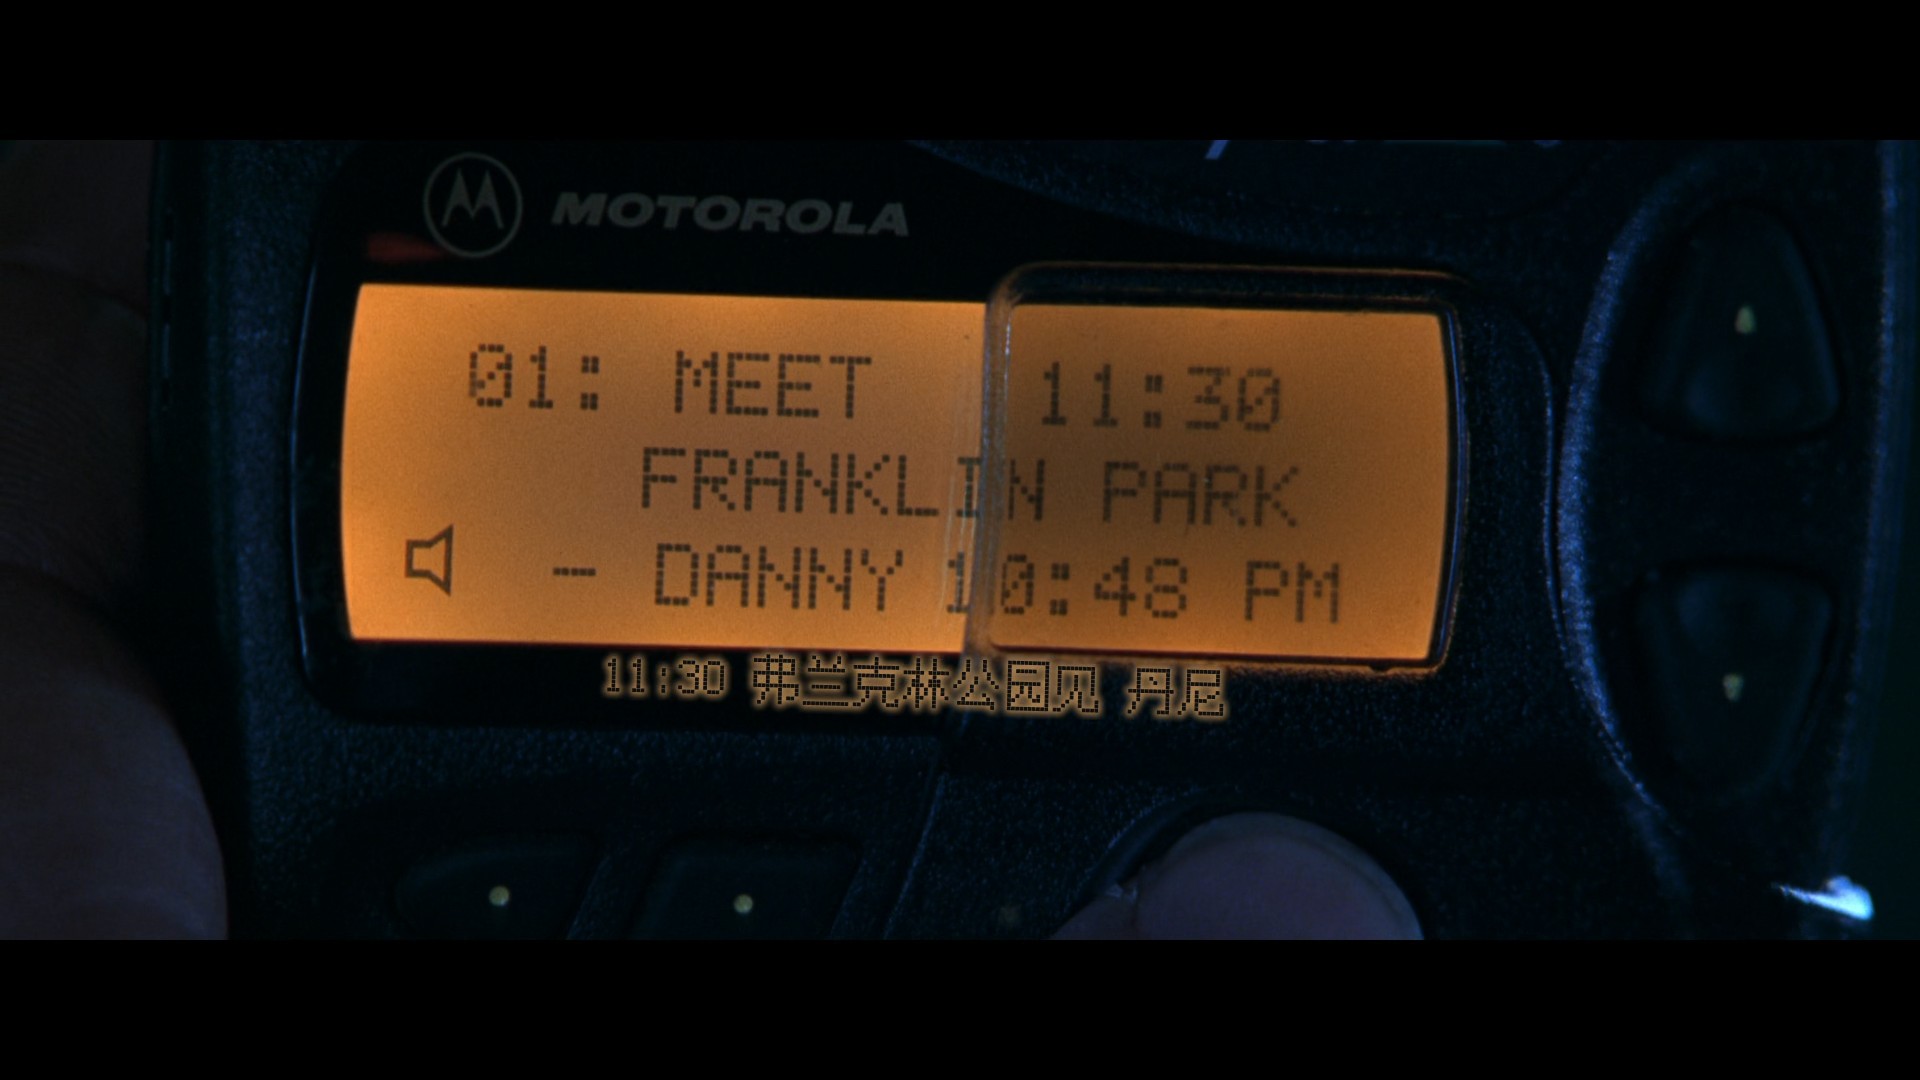 MOTOROLA
01: MEET 11:30
FRANKLIN PARK
- DANNY 10:48 PM
11:30 弗兰克林公园见 丹尼